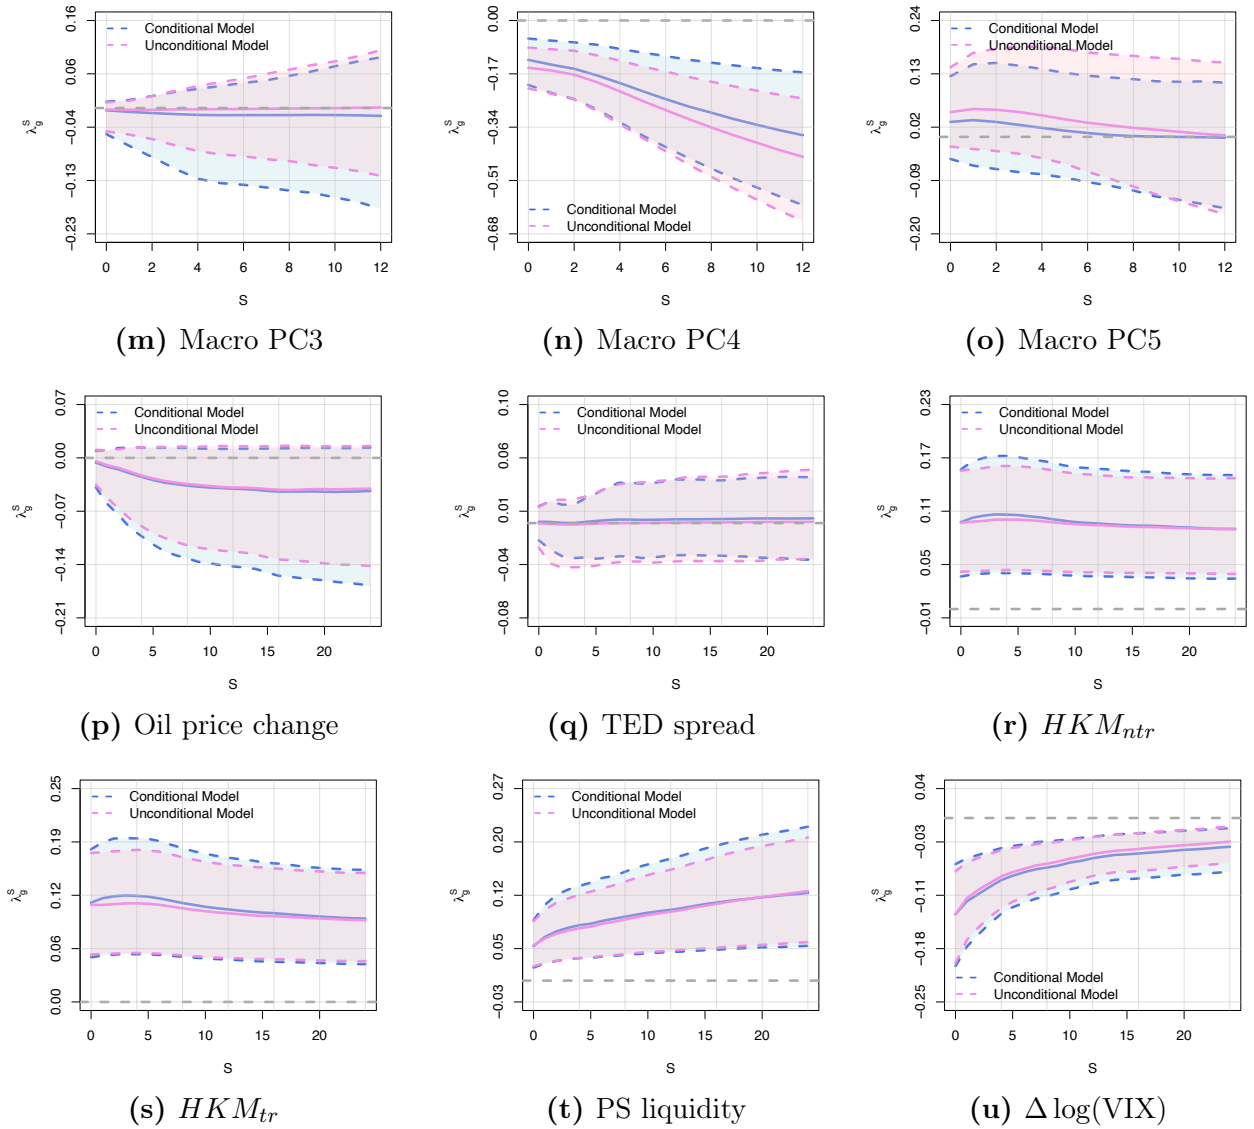 0.16
0.06
−0.04
−0.13
−0.23
λ_g^S
Conditional Model
Unconditional Model
0 2 4 6 8 10 12
S
(m) Macro PC3
0.00
−0.17
−0.34
−0.51
−0.68
λ_g^S
Conditional Model
Unconditional Model
0 2 4 6 8 10 12
S
(n) Macro PC4
0.24
0.13
0.02
−0.09
−0.20
λ_g^S
Conditional Model
Unconditional Model
0 2 4 6 8 10 12
S
(o) Macro PC5
0.07
0.00
−0.07
−0.14
−0.21
λ_g^S
Conditional Model
Unconditional Model
0 5 10 15 20
S
(p) Oil price change
0.10
0.06
0.01
−0.04
−0.08
λ_g^S
Conditional Model
Unconditional Model
0 5 10 15 20
S
(q) TED spread
0.23
0.17
0.11
0.05
−0.01
λ_g^S
Conditional Model
Unconditional Model
0 5 10 15 20
S
(r) HKM_ntr
0.25
0.19
0.12
0.06
0.00
λ_g^S
Conditional Model
Unconditional Model
0 5 10 15 20
S
(s) HKM_tr
0.27
0.20
0.12
0.05
−0.03
λ_g^S
Conditional Model
Unconditional Model
0 5 10 15 20
S
(t) PS liquidity
0.04
−0.03
−0.11
−0.18
−0.25
λ_g^S
Conditional Model
Unconditional Model
0 5 10 15 20
S
(u) Δ log(VIX)